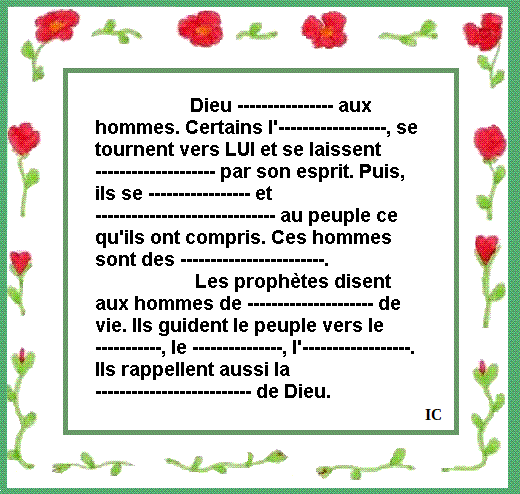 Dieu ---------------- aux
hommes. Certains l'------------------, se
tournent vers LUI et se laissent
-------------------- par son esprit. Puis,
ils se ----------------- et
------------------------------ au peuple ce
qu'ils ont compris. Ces hommes
sont des ------------------------.
Les prophètes disent
aux hommes de --------------------- de
vie. Ils guident le peuple vers le
-----------, le ---------------, l'------------------.
Ils rappellent aussi la
-------------------------- de Dieu.
IC